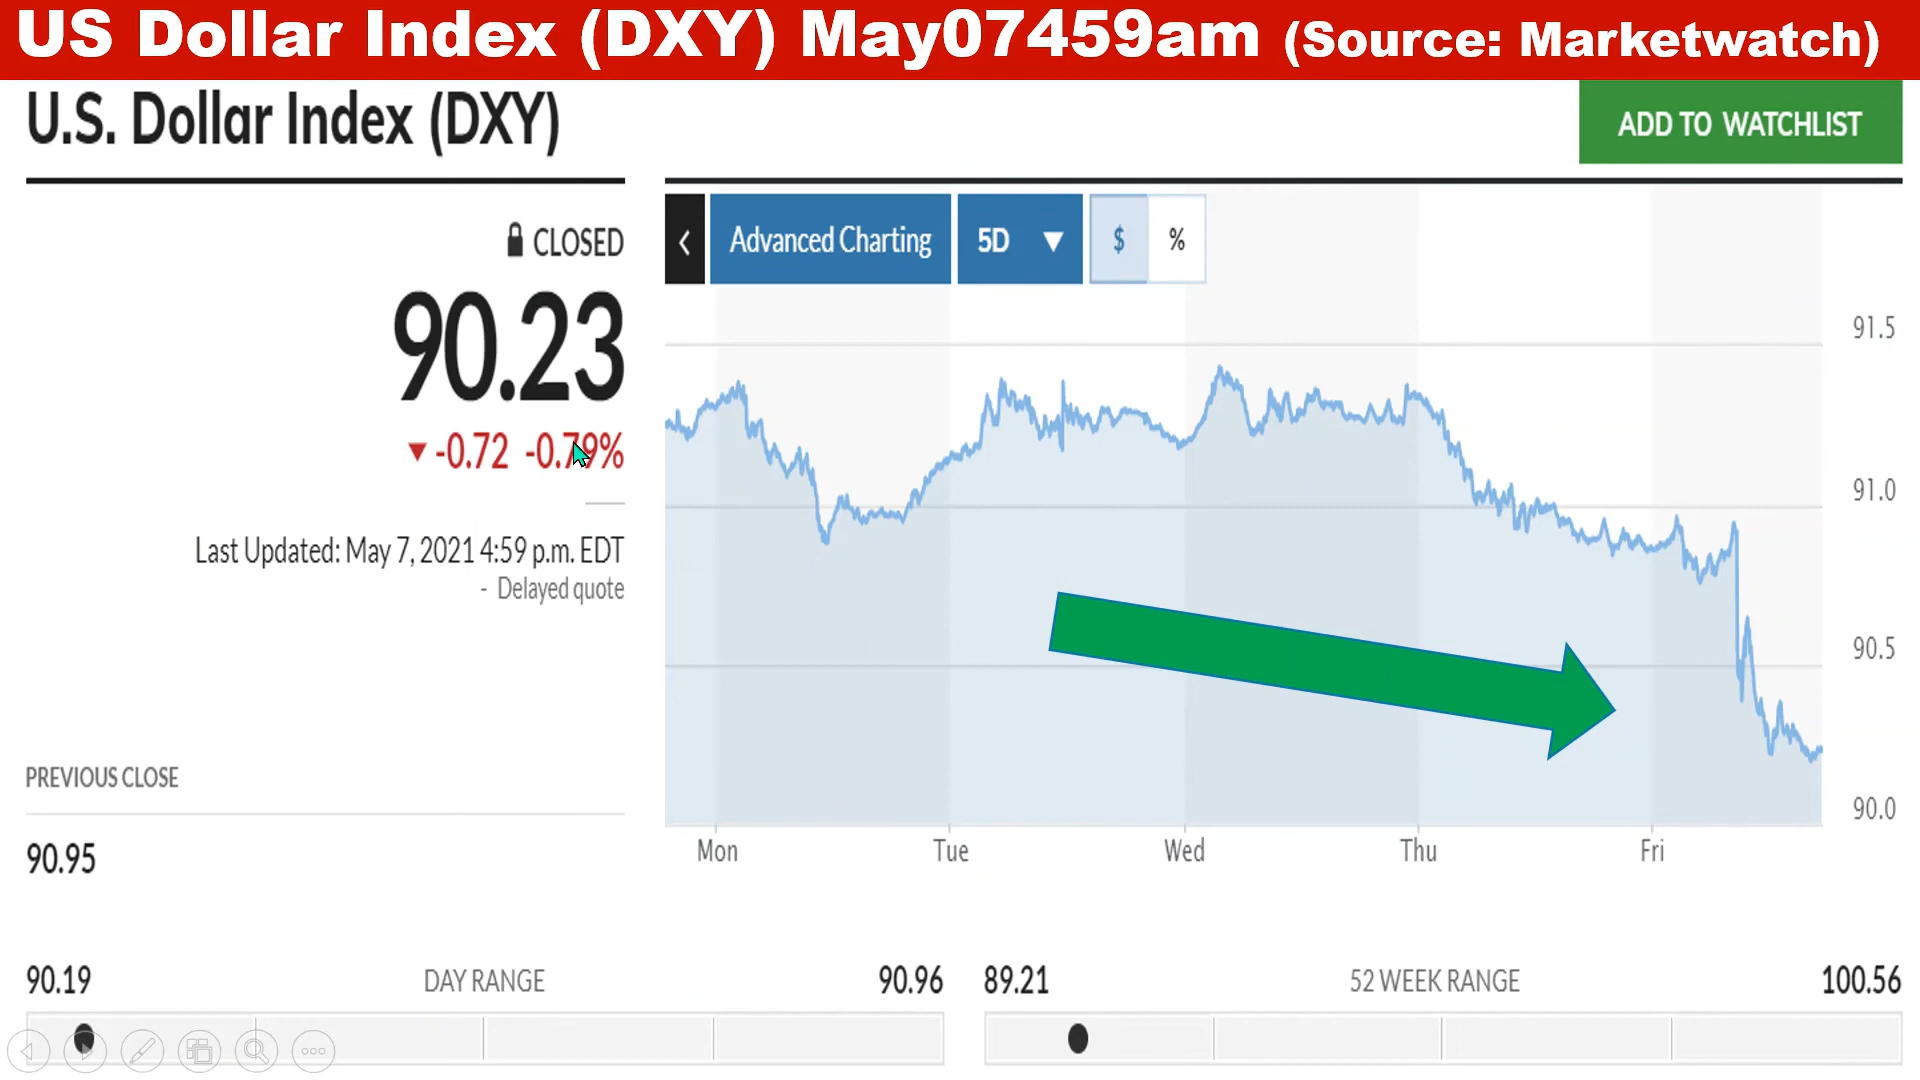 US Dollar Index (DXY) May07459am (Source: Marketwatch)
U.S. Dollar Index (DXY)
ADD TO WATCHLIST
CLOSED
90.23
▼ -0.72 -0.79%
Last Updated: May 7, 2021 4:59 p.m. EDT
- Delayed quote
PREVIOUS CLOSE
90.95
Advanced Charting 5D ▼ $ %
91.5
91.0
90.5
90.0
Mon Tue Wed Thu Fri
90.19 DAY RANGE 90.96
89.21 52 WEEK RANGE 100.56